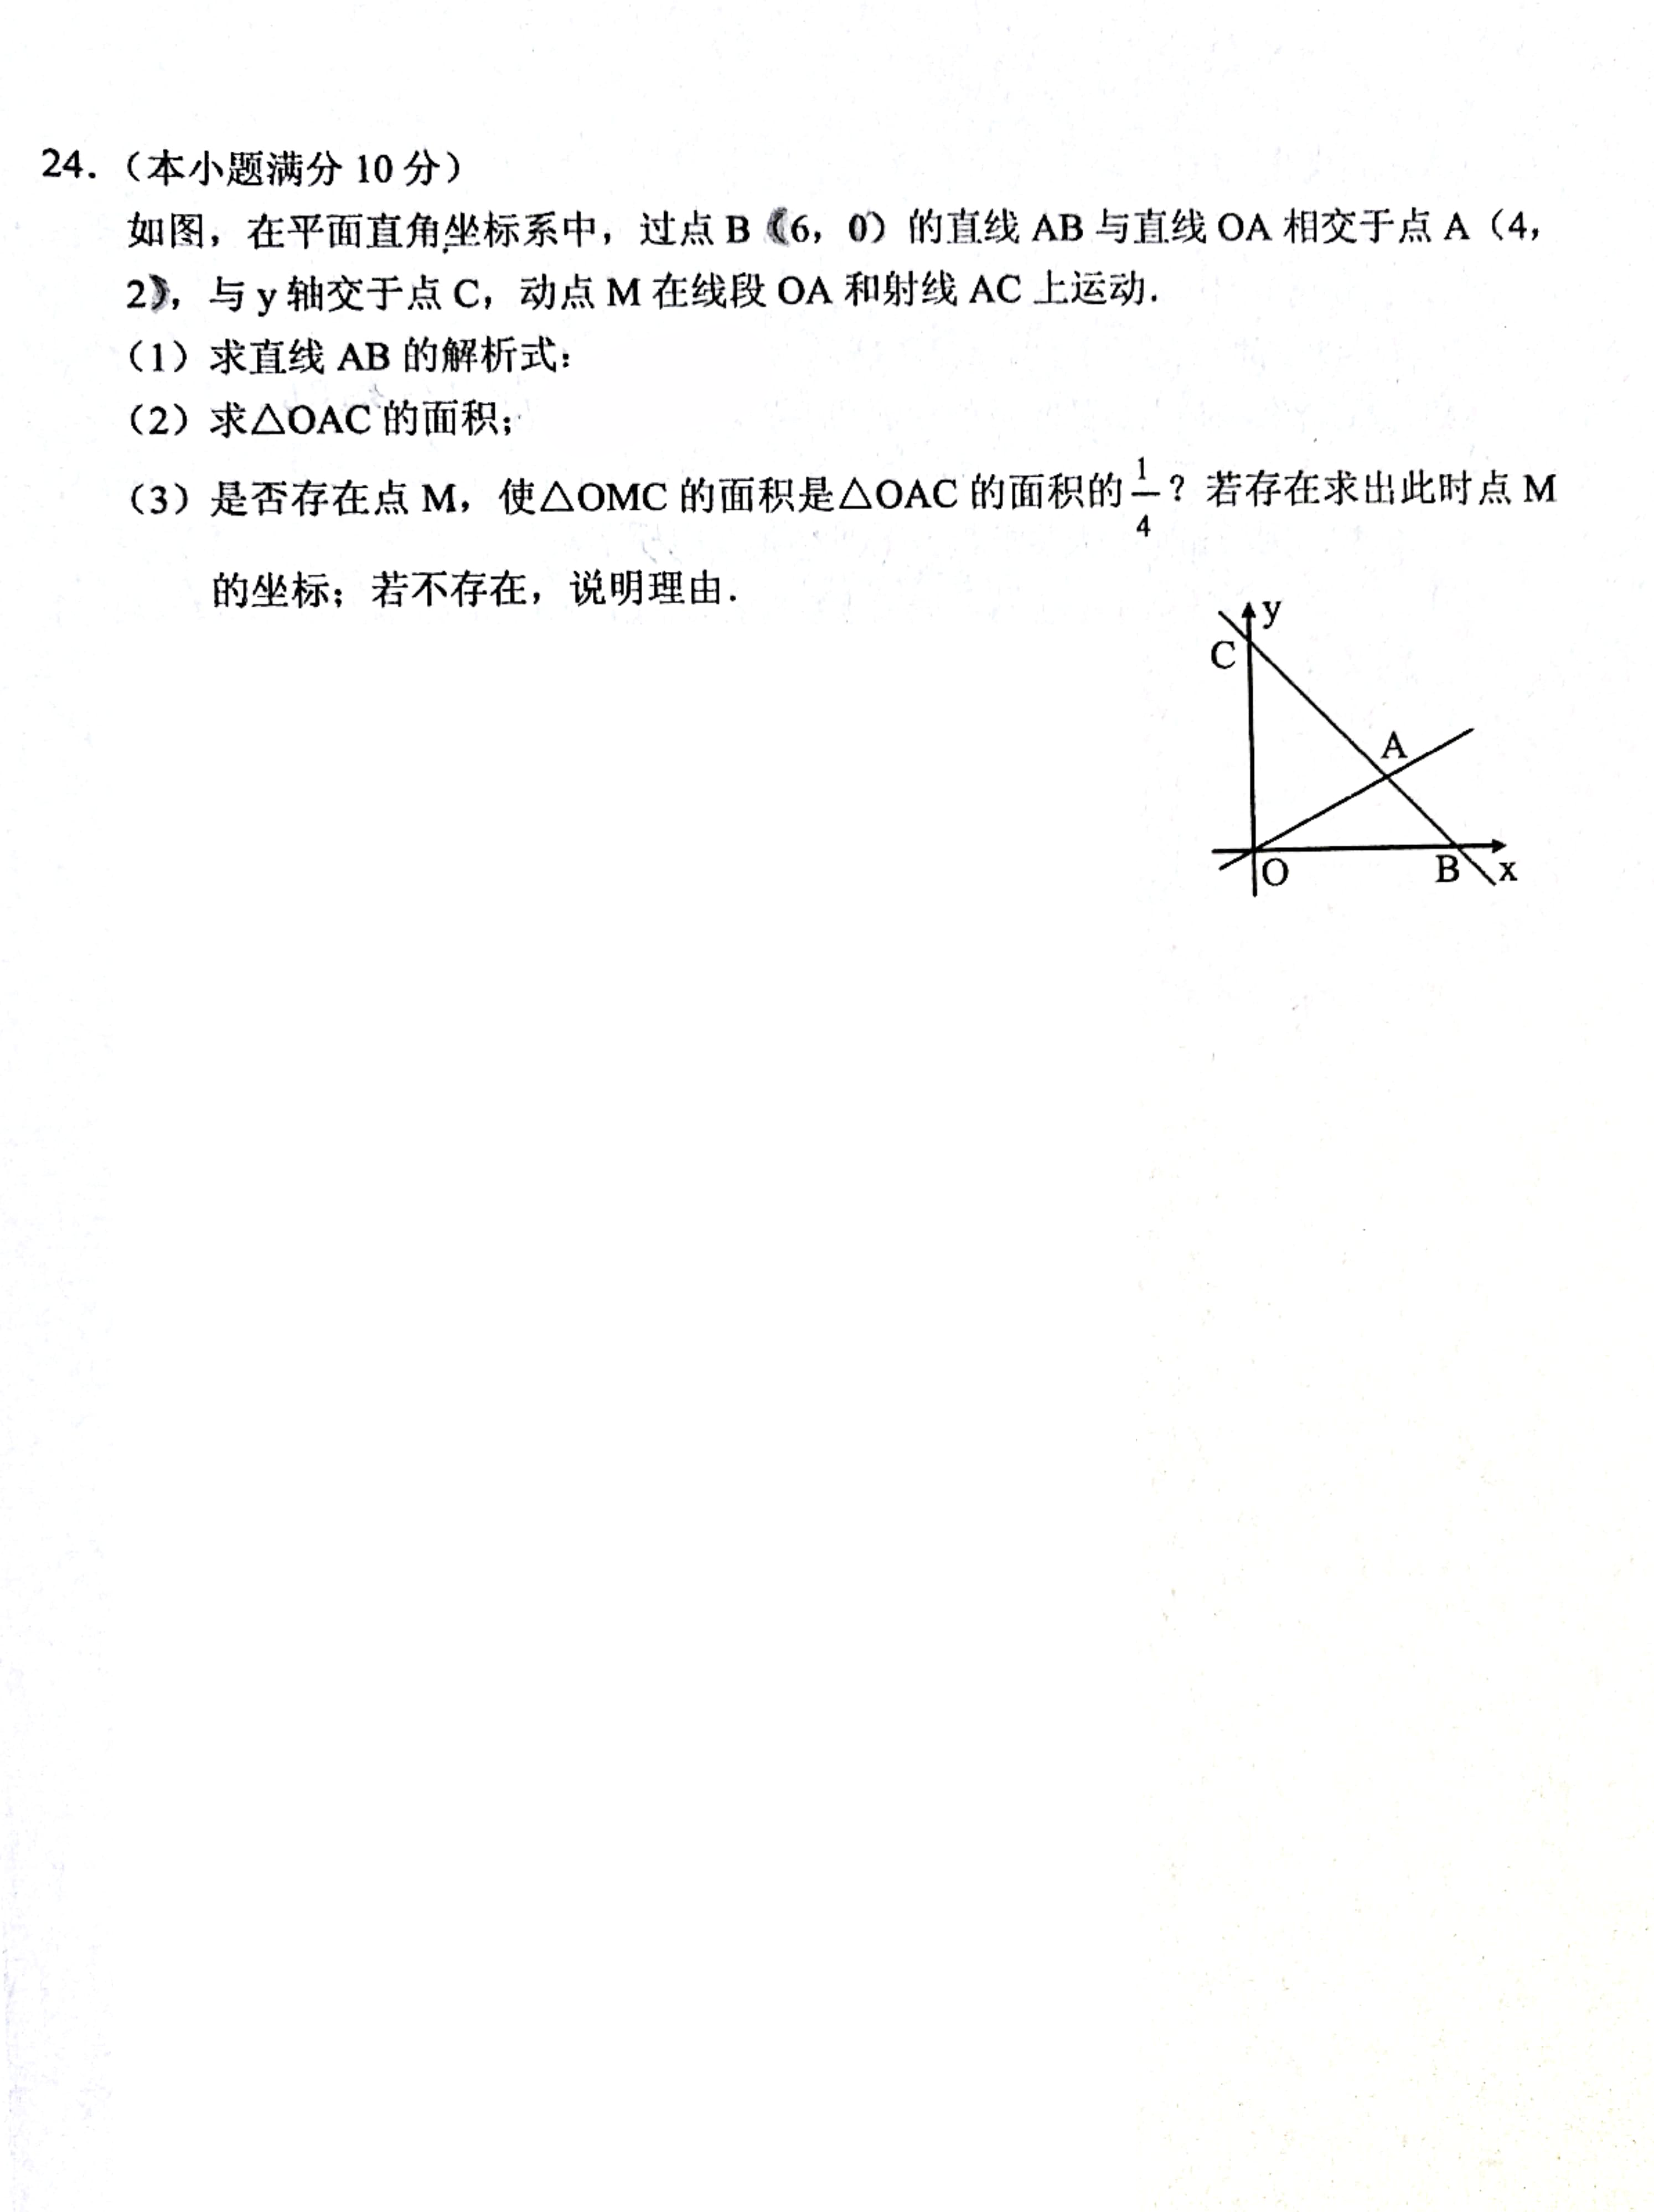 24.（本小题满分 10 分）
如图，在平面直角坐标系中，过点 B（6，0）的直线 AB 与直线 OA 相交于点 A（4，
2），与 y 轴交于点 C，动点 M 在线段 OA 和射线 AC 上运动.
（1）求直线 AB 的解析式：
（2）求△OAC 的面积；
（3）是否存在点 M，使△OMC 的面积是△OAC 的面积的 1/4？若存在求出此时点 M
的坐标；若不存在，说明理由.
y
C
A
O
B
x